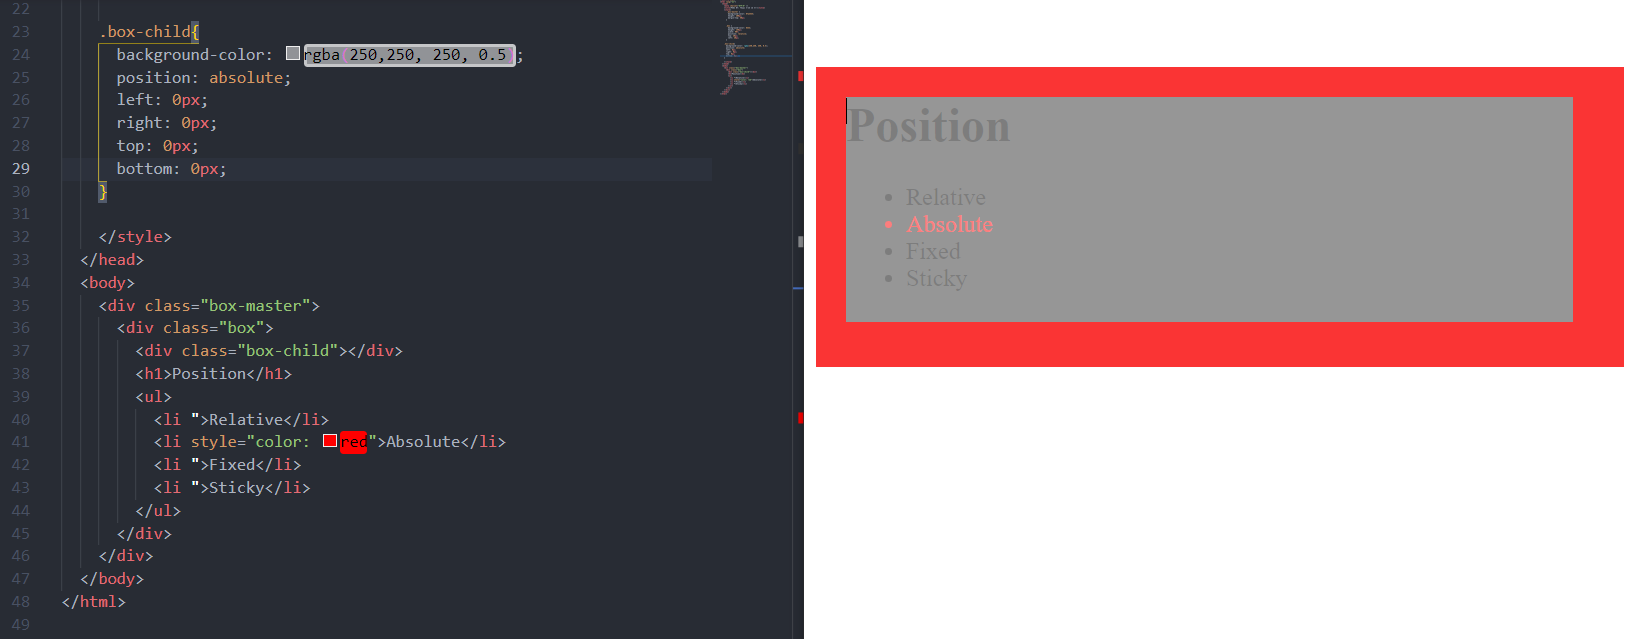 22
23 .box-child{
24 background-color: rgba(250,250, 250, 0.5);
25 position: absolute;
26 left: 0px;
27 right: 0px;
28 top: 0px;
29 bottom: 0px;
30 }
31
32 </style>
33 </head>
34 <body>
35 <div class="box-master">
36 <div class="box">
37 <div class="box-child"></div>
38 <h1>Position</h1>
39 <ul>
40 <li ">Relative</li>
41 <li style="color: red">Absolute</li>
42 <li ">Fixed</li>
43 <li ">Sticky</li>
44 </ul>
45 </div>
46 </div>
47 </body>
48 </html>
49
Position
• Relative
• Absolute
• Fixed
• Sticky